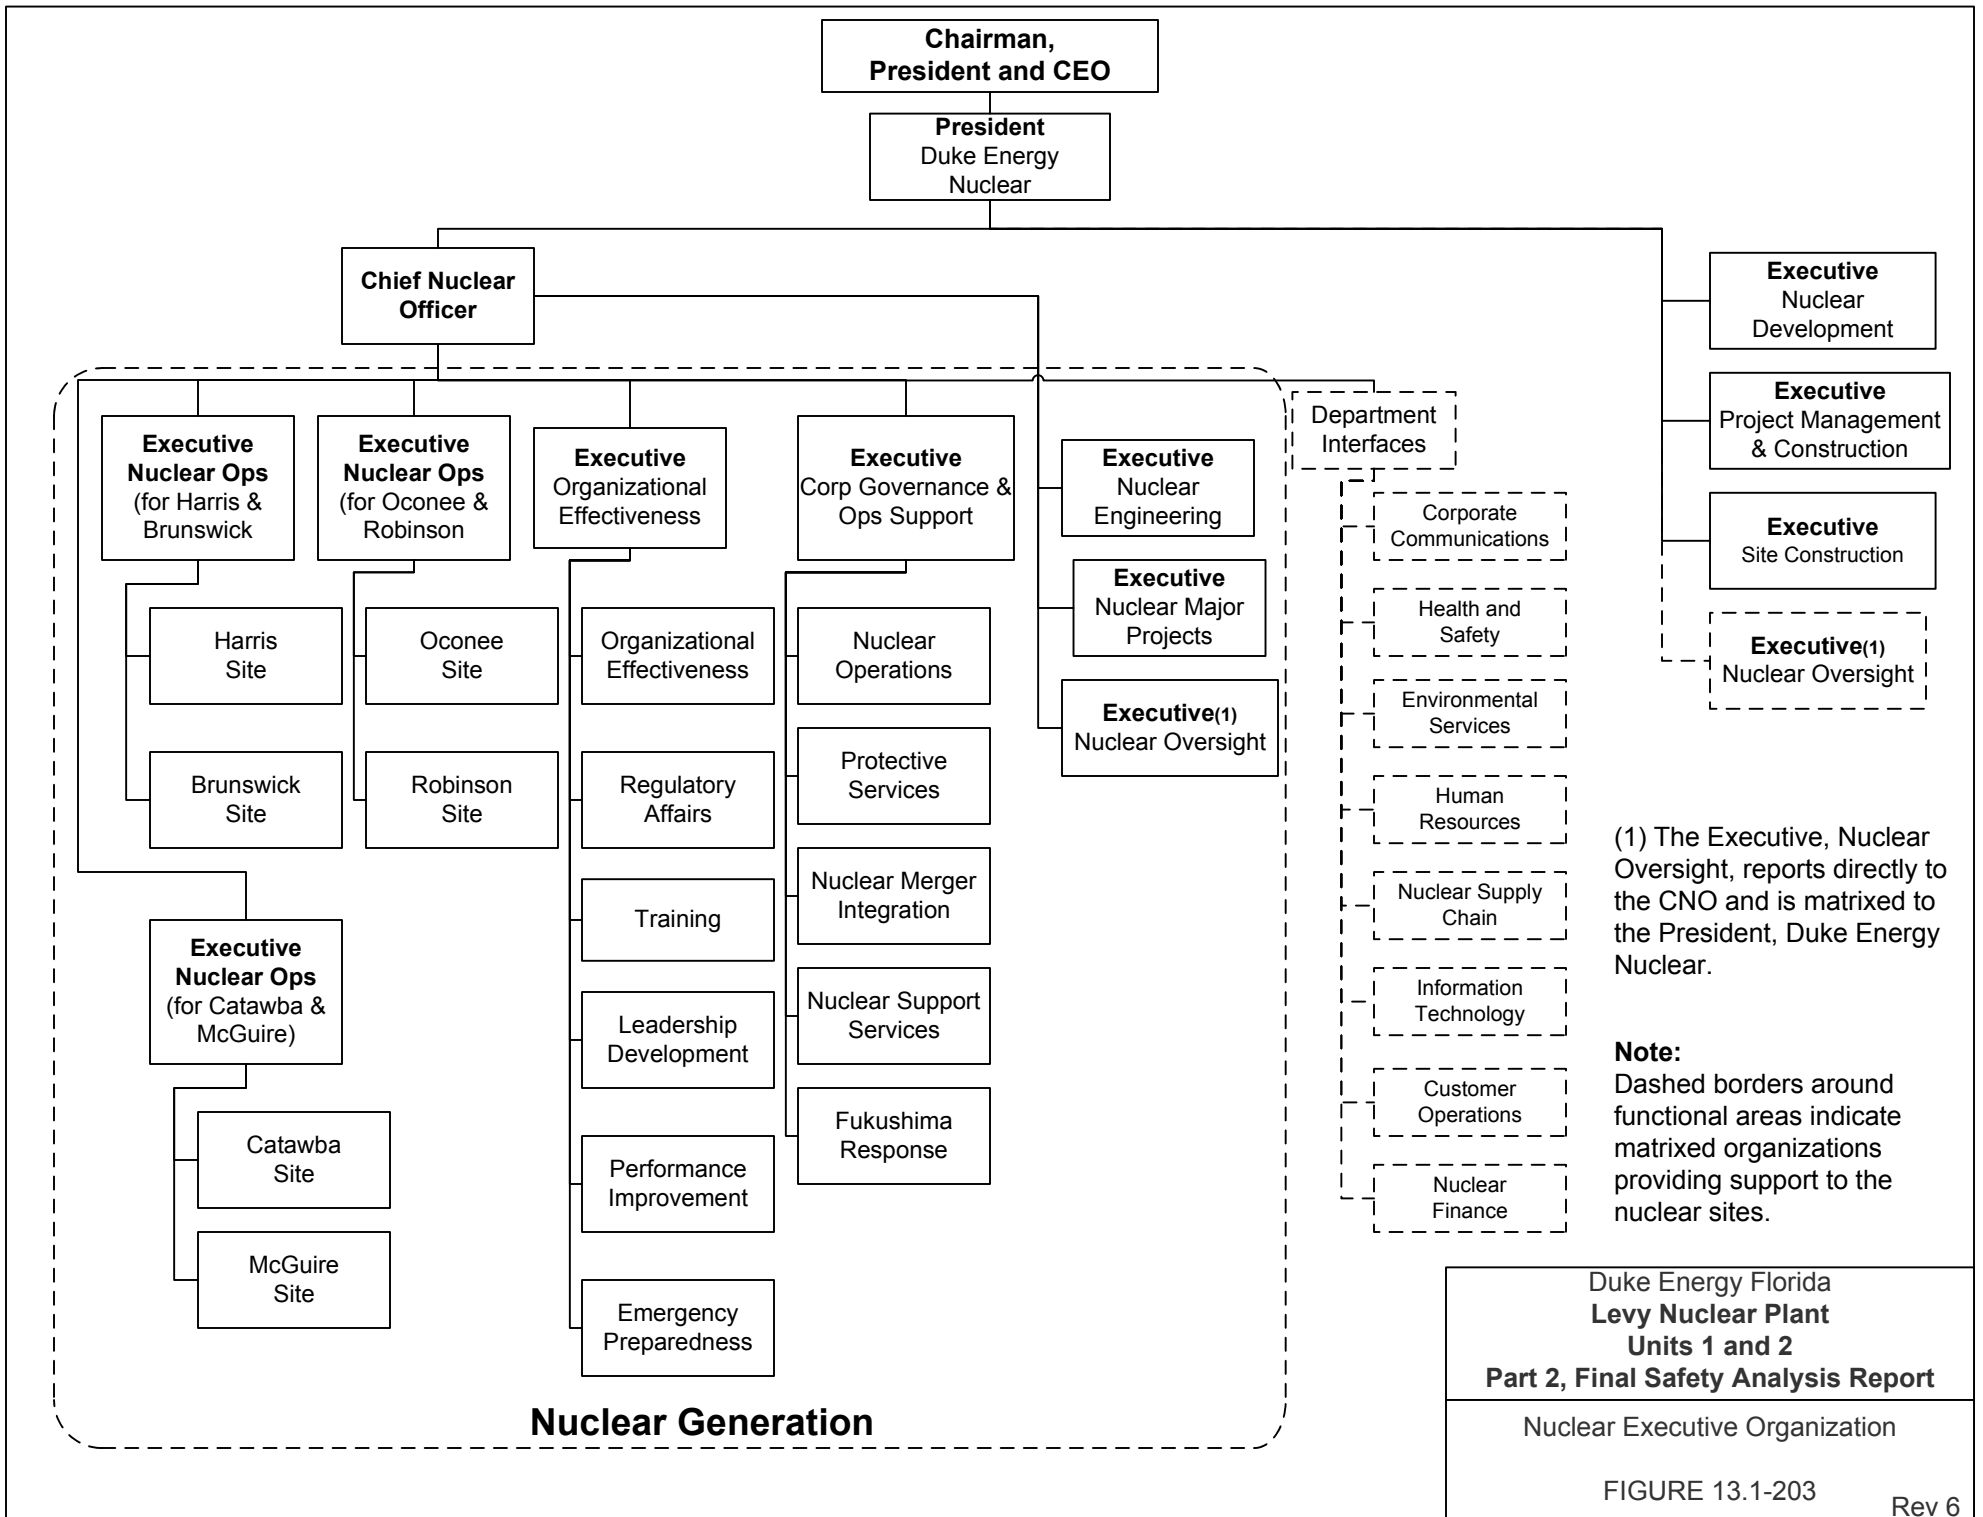 Chairman,
President and CEO
President
Duke Energy
Nuclear
Chief Nuclear
Officer
Executive
Nuclear
Development
Executive
Project Management
& Construction
Executive
Site Construction
Executive(1)
Nuclear Oversight
Executive
Nuclear Ops
(for Harris &
Brunswick
Harris
Site
Brunswick
Site
Executive
Nuclear Ops
(for Oconee &
Robinson
Oconee
Site
Robinson
Site
Executive
Organizational
Effectiveness
Organizational
Effectiveness
Regulatory
Affairs
Training
Leadership
Development
Performance
Improvement
Emergency
Preparedness
Executive
Corp Governance &
Ops Support
Nuclear
Operations
Protective
Services
Nuclear Merger
Integration
Nuclear Support
Services
Fukushima
Response
Executive
Nuclear
Engineering
Executive
Nuclear Major
Projects
Executive(1)
Nuclear Oversight
Department
Interfaces
Corporate
Communications
Health and
Safety
Environmental
Services
Human
Resources
Nuclear Supply
Chain
Information
Technology
Customer
Operations
Nuclear
Finance
Executive
Nuclear Ops
(for Catawba &
McGuire)
Catawba
Site
McGuire
Site
Nuclear Generation
(1) The Executive, Nuclear
Oversight, reports directly to
the CNO and is matrixed to
the President, Duke Energy
Nuclear.
Note:
Dashed borders around
functional areas indicate
matrixed organizations
providing support to the
nuclear sites.
Duke Energy Florida
Levy Nuclear Plant
Units 1 and 2
Part 2, Final Safety Analysis Report
Nuclear Executive Organization
FIGURE 13.1-203
Rev 6